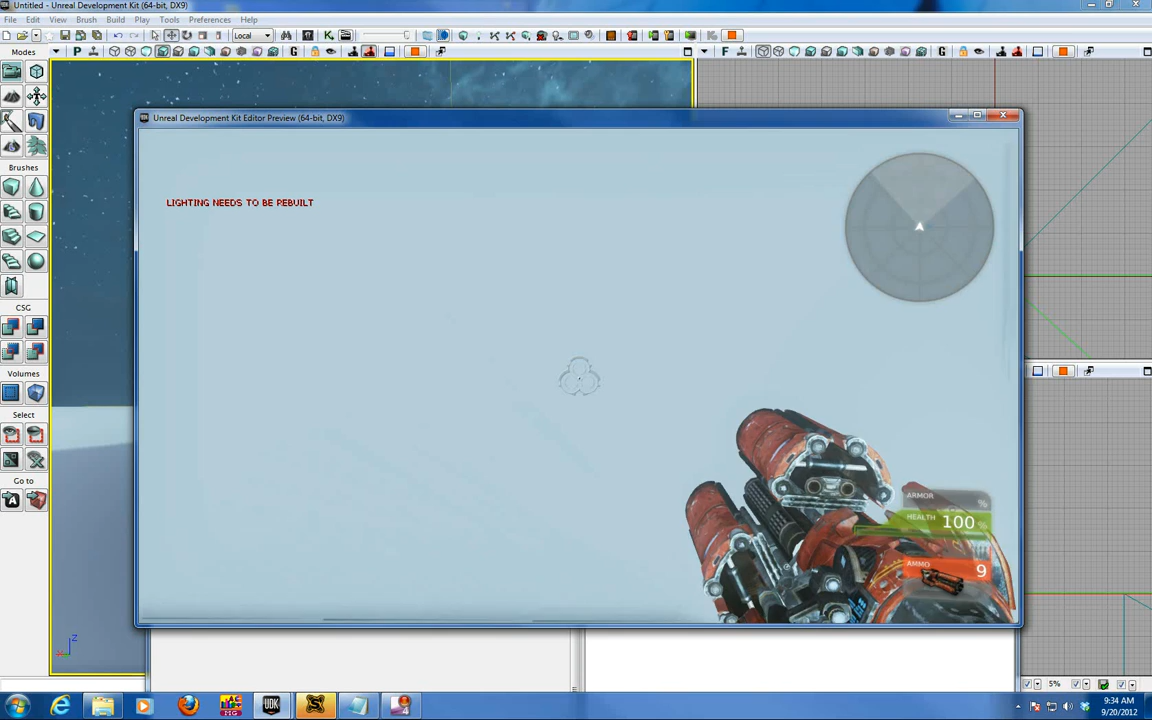 Untitled - Unreal Development Kit (64-bit, DX9)
File Edit View Brush Build Play Tools Preferences Help
Local
Modes
P
G
F
G
Brushes
CSG
Volumes
Select
Go to
Unreal Development Kit Editor Preview (64-bit, DX9)
LIGHTING NEEDS TO BE REBUILT
ARMOR %
HEALTH 100 %
AMMO 9
Z
5%
UDK
MG
9:34 AM
9/20/2012